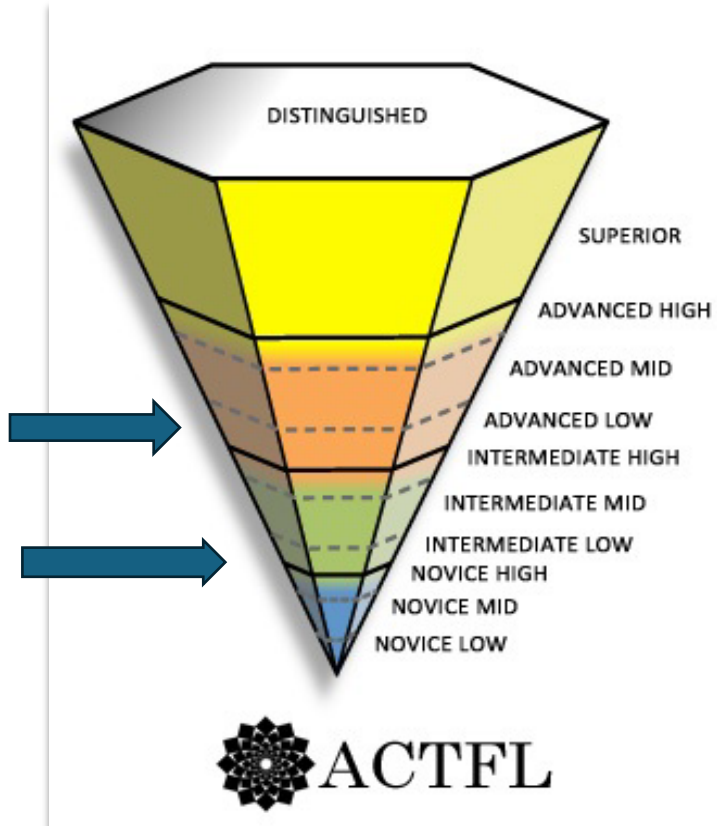 DISTINGUISHED
SUPERIOR
ADVANCED HIGH
ADVANCED MID
ADVANCED LOW
INTERMEDIATE HIGH
INTERMEDIATE MID
INTERMEDIATE LOW
NOVICE HIGH
NOVICE MID
NOVICE LOW
ACTFL